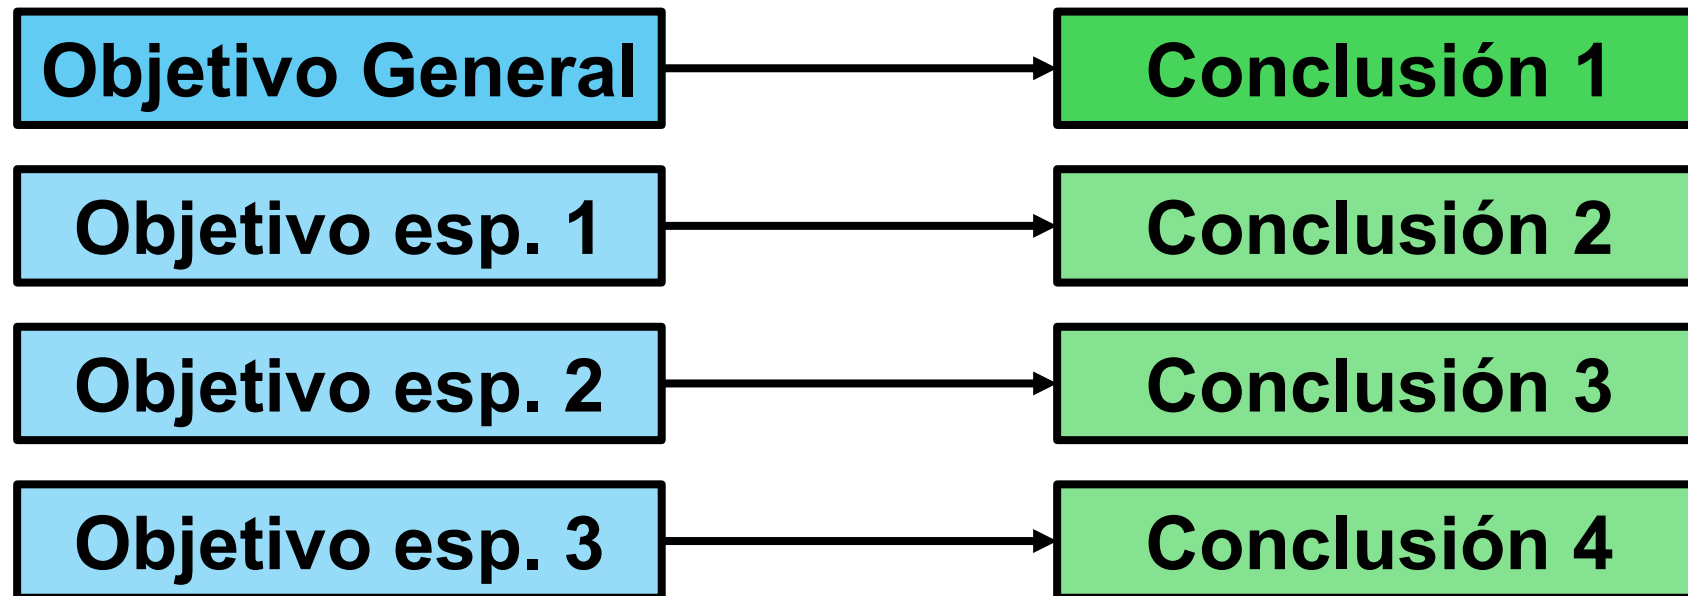 Objetivo General
Conclusión 1
Objetivo esp. 1
Conclusión 2
Objetivo esp. 2
Conclusión 3
Objetivo esp. 3
Conclusión 4